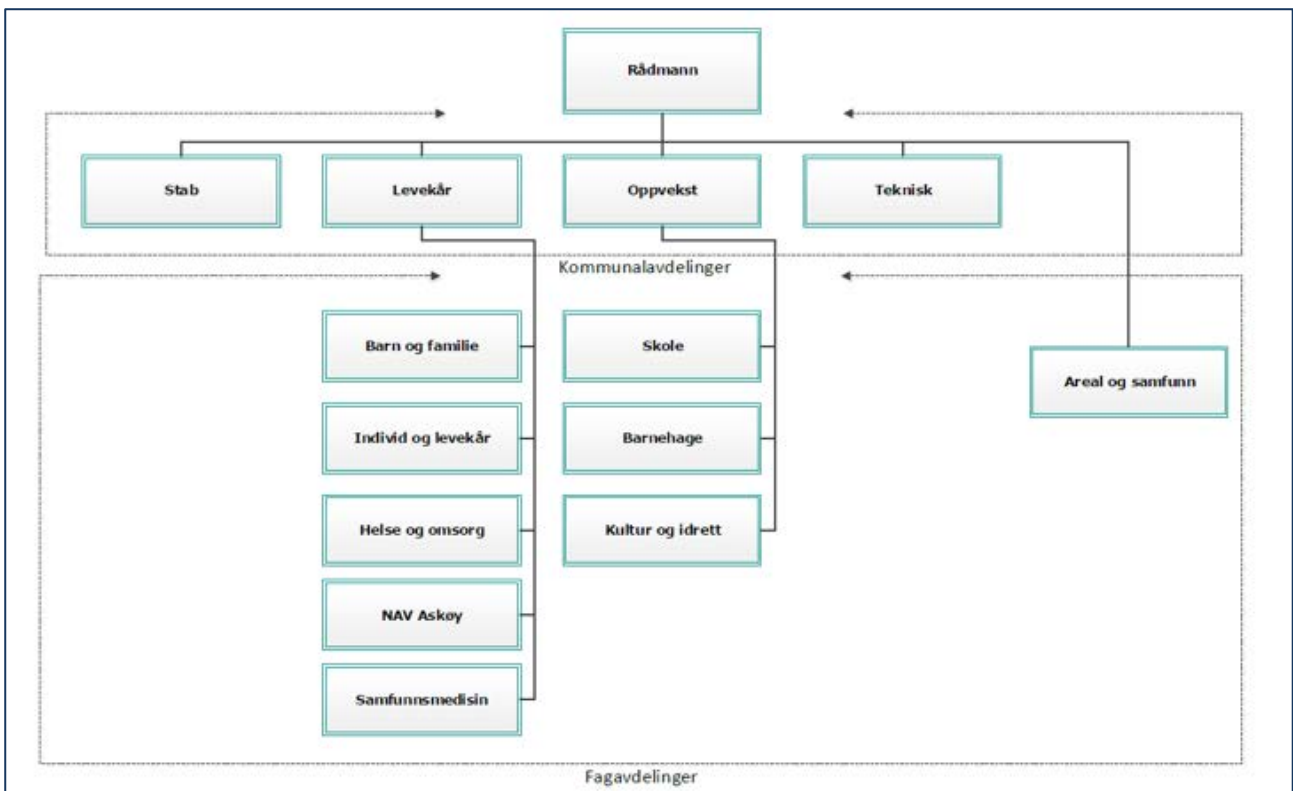 Rådmann
Stab
Levekår
Oppvekst
Teknisk
Kommunalavdelinger
Barn og familie
Skole
Areal og samfunn
Individ og levekår
Barnehage
Helse og omsorg
Kultur og idrett
NAV Askøy
Samfunnsmedisin
Fagavdelinger